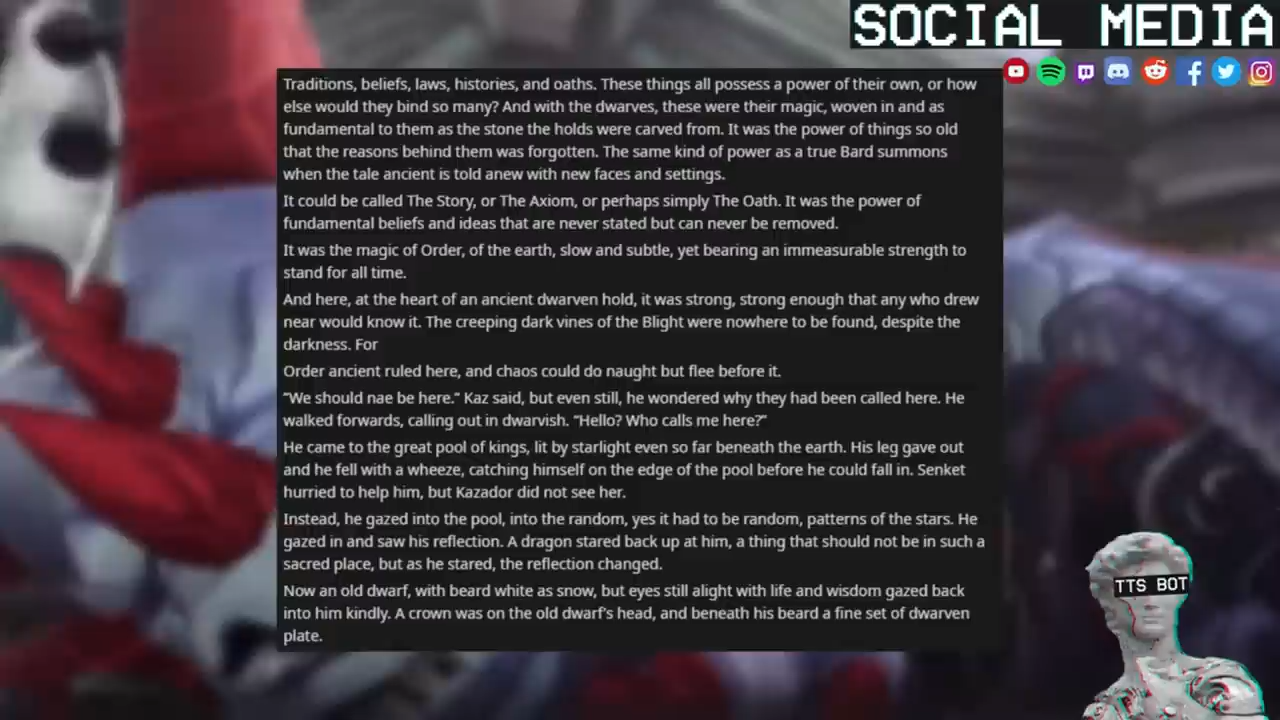 SOCIAL MEDIA
Traditions, beliefs, laws, histories, and oaths. These things all possess a power of their own, or how
else would they bind so many? And with the dwarves, these were their magic, woven in and as
fundamental to them as the stone the holds were carved from. It was the power of things so old
that the reasons behind them was forgotten. The same kind of power as a true Bard summons
when the tale ancient is told anew with new faces and settings.
It could be called The Story, or The Axiom, or perhaps simply The Oath. It was the power of
fundamental beliefs and ideas that are never stated but can never be removed.
It was the magic of Order, of the earth, slow and subtle, yet bearing an immeasurable strength to
stand for all time.
And here, at the heart of an ancient dwarven hold, it was strong, strong enough that any who drew
near would know it. The creeping dark vines of the Blight were nowhere to be found, despite the
darkness. For
Order ancient ruled here, and chaos could do naught but flee before it.
“We should nae be here.” Kaz said, but even still, he wondered why they had been called here. He
walked forwards, calling out in dwarvish. “Hello? Who calls me here?”
He came to the great pool of kings, lit by starlight even so far beneath the earth. His leg gave out
and he fell with a wheeze, catching himself on the edge of the pool before he could fall in. Senket
hurried to help him, but Kazador did not see her.
Instead, he gazed into the pool, into the random, yes it had to be random, patterns of the stars. He
gazed in and saw his reflection. A dragon stared back up at him, a thing that should not be in such a
sacred place, but as he stared, the reflection changed.
Now an old dwarf, with beard white as snow, but eyes still alight with life and wisdom gazed back
into him kindly. A crown was on the old dwarf’s head, and beneath his beard a fine set of dwarven
plate.
TTS BOT